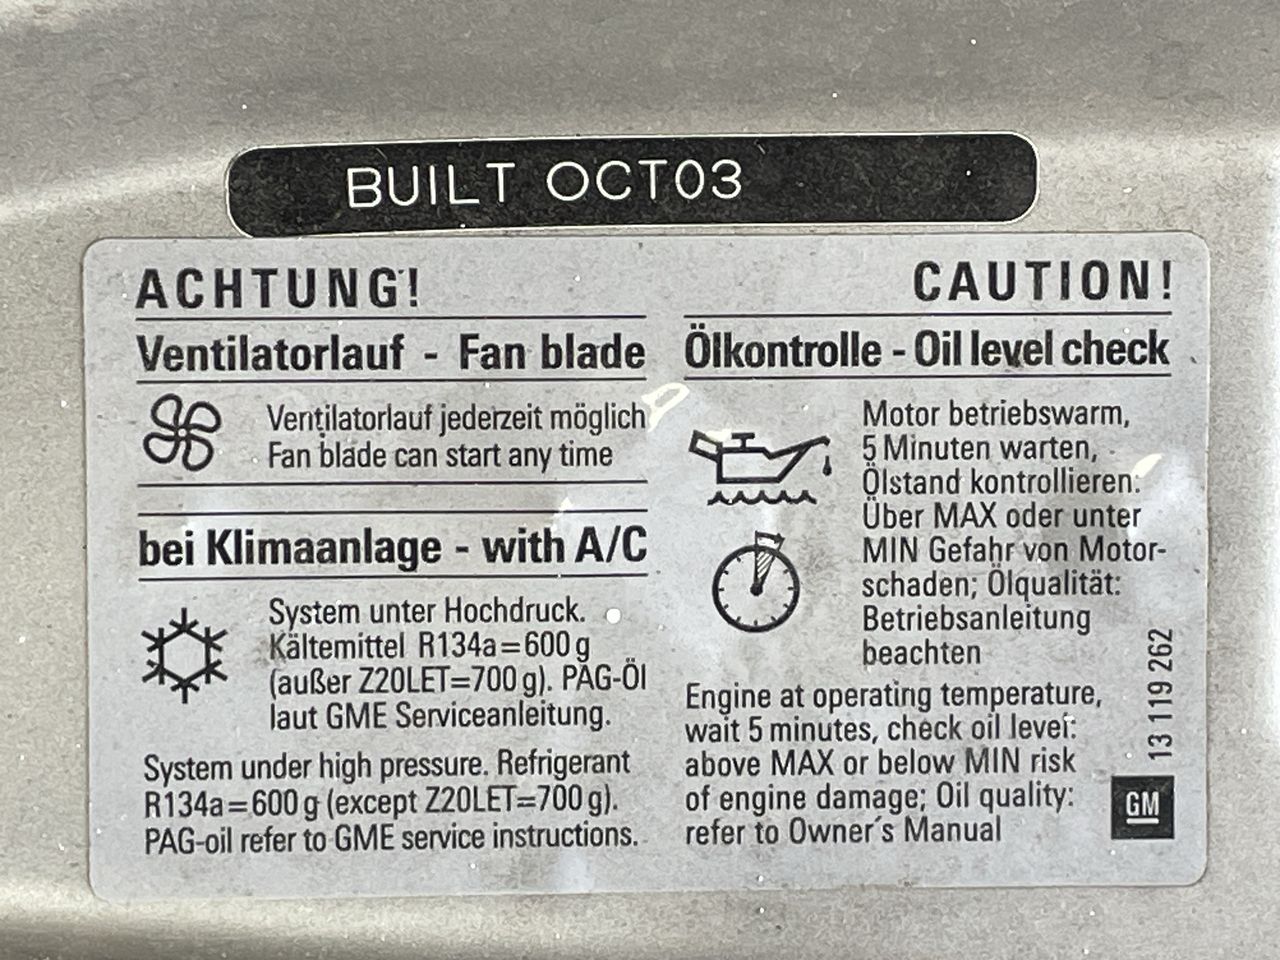 BUILT OCT03
ACHTUNG!
CAUTION!
Ventilatorlauf - Fan blade
Ventilatorlauf jederzeit möglich
Fan blade can start any time
bei Klimaanlage - with A/C
System unter Hochdruck.
Kältemittel R134a=600g
(außer Z20LET=700g). PAG-Öl
laut GME Serviceanleitung.
System under high pressure. Refrigerant
R134a=600g (except Z20LET=700g).
PAG-oil refer to GME service instructions.
Ölkontrolle - Oil level check
Motor betriebswarm,
5 Minuten warten,
Ölstand kontrollieren:
Über MAX oder unter
MIN Gefahr von Motor-
schaden; Ölqualität:
Betriebsanleitung
beachten
Engine at operating temperature,
wait 5 minutes, check oil level:
above MAX or below MIN risk
of engine damage; Oil quality:
refer to Owner´s Manual
13 119 262
GM